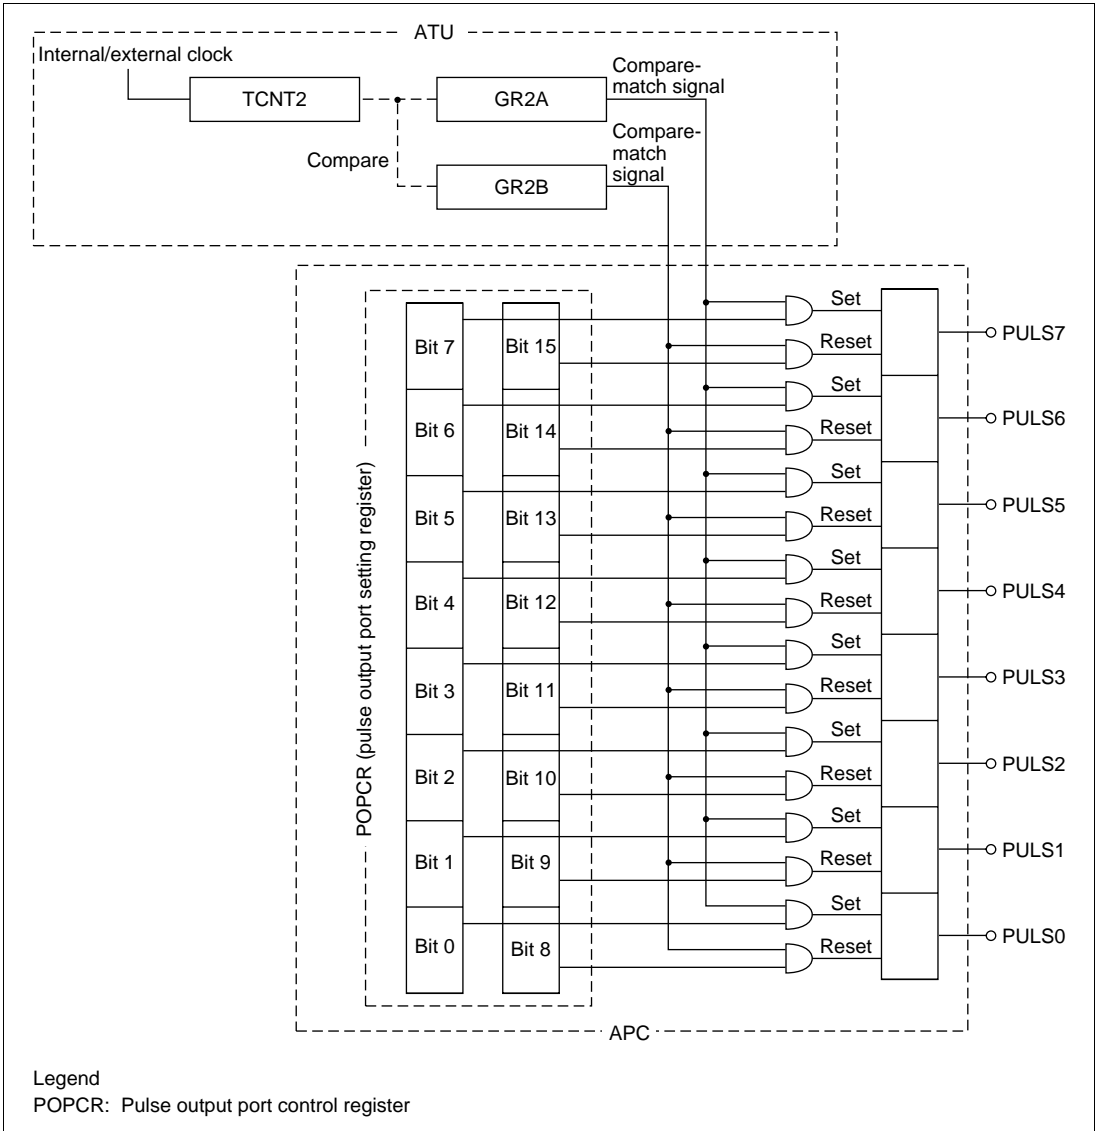 ATU
Internal/external clock
TCNT2
GR2A
Compare-
match signal
Compare
GR2B
Compare-
match
signal
POPCR (pulse output port setting register)
Bit 7
Bit 15
Set
Reset
PULS7
Bit 6
Bit 14
Set
Reset
PULS6
Bit 5
Bit 13
Set
Reset
PULS5
Bit 4
Bit 12
Set
Reset
PULS4
Bit 3
Bit 11
Set
Reset
PULS3
Bit 2
Bit 10
Set
Reset
PULS2
Bit 1
Bit 9
Set
Reset
PULS1
Bit 0
Bit 8
Set
Reset
PULS0
APC
Legend
POPCR: Pulse output port control register